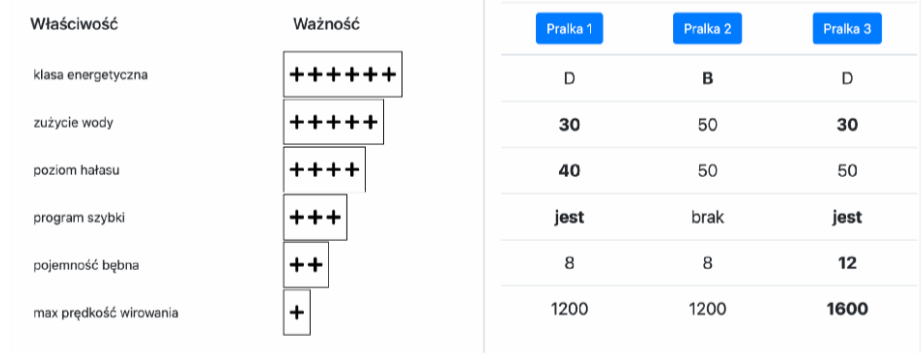 Właściwość Ważność Pralka 1 Pralka 2 Pralka 3
klasa energetyczna ++++++ D B D
zużycie wody +++++ 30 50 30
poziom hałasu ++++ 40 50 50
program szybki +++ jest brak jest
pojemność bębna ++ 8 8 12
max prędkość wirowania + 1200 1200 1600